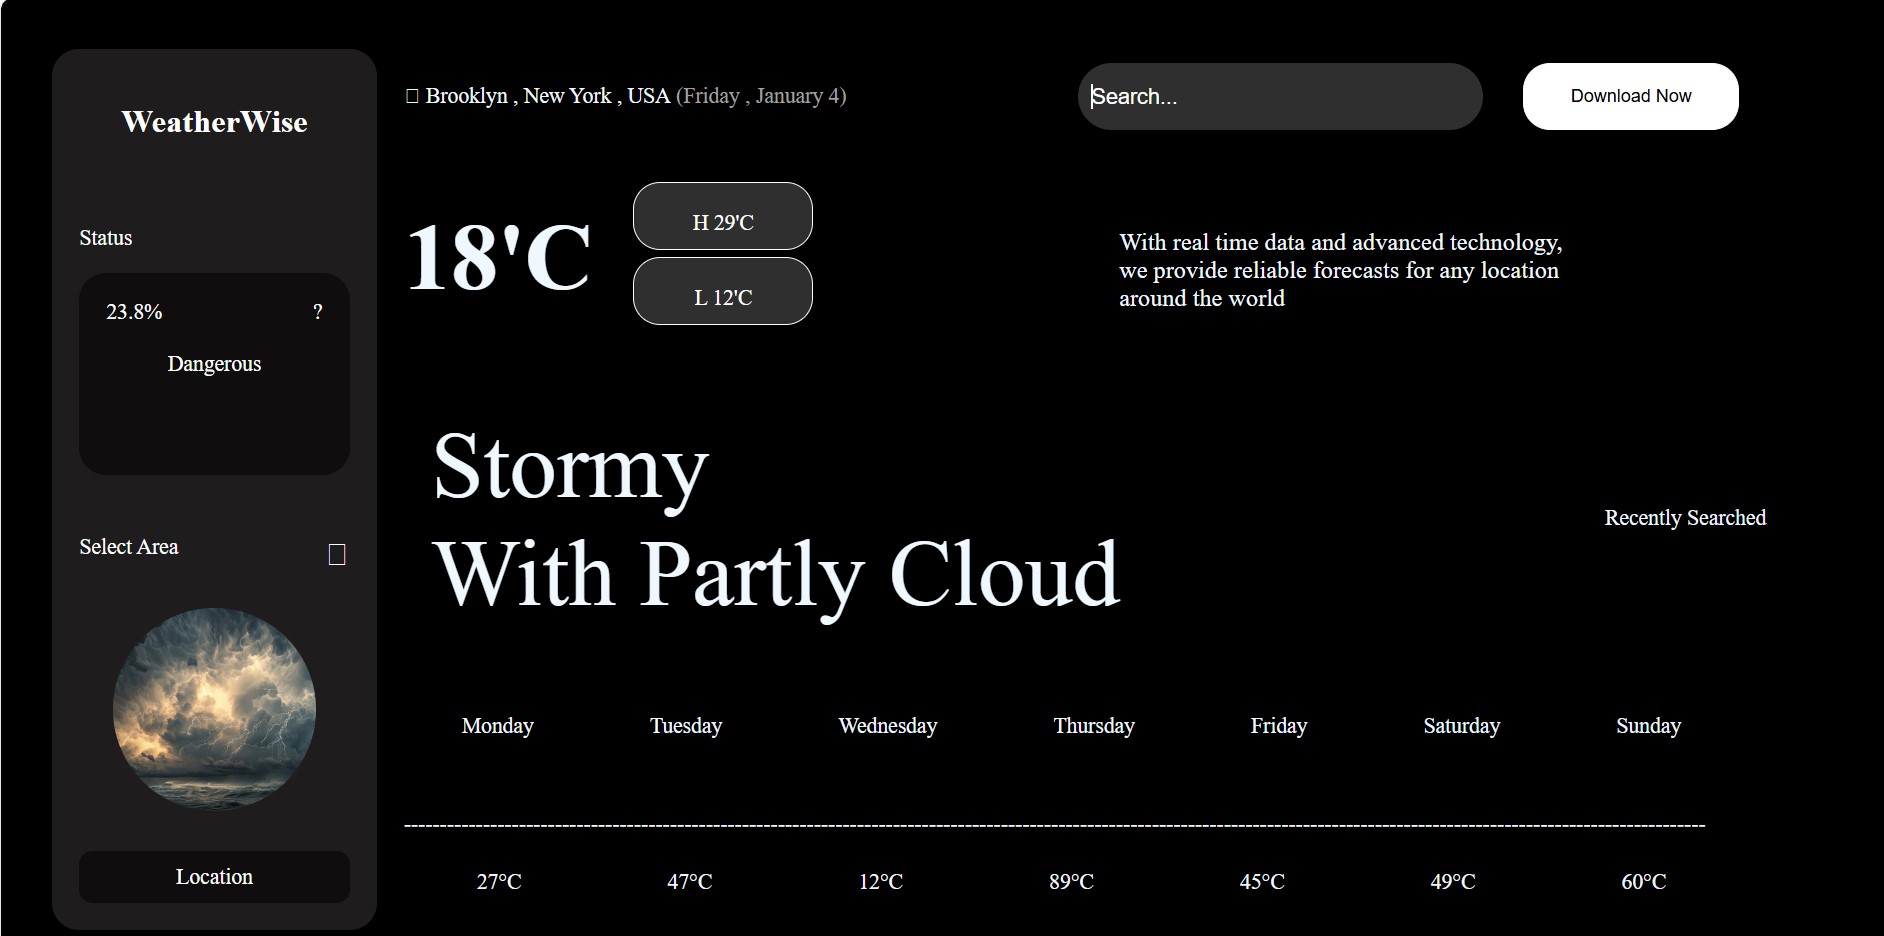 WeatherWise
Status
23.8% ?
Dangerous
Select Area
Location
Brooklyn , New York , USA (Friday , January 4)
Search...
Download Now
18'C
H 29'C
L 12'C
With real time data and advanced technology,
we provide reliable forecasts for any location
around the world
Stormy
With Partly Cloud
Recently Searched
Monday Tuesday Wednesday Thursday Friday Saturday Sunday
27°C 47°C 12°C 89°C 45°C 49°C 60°C